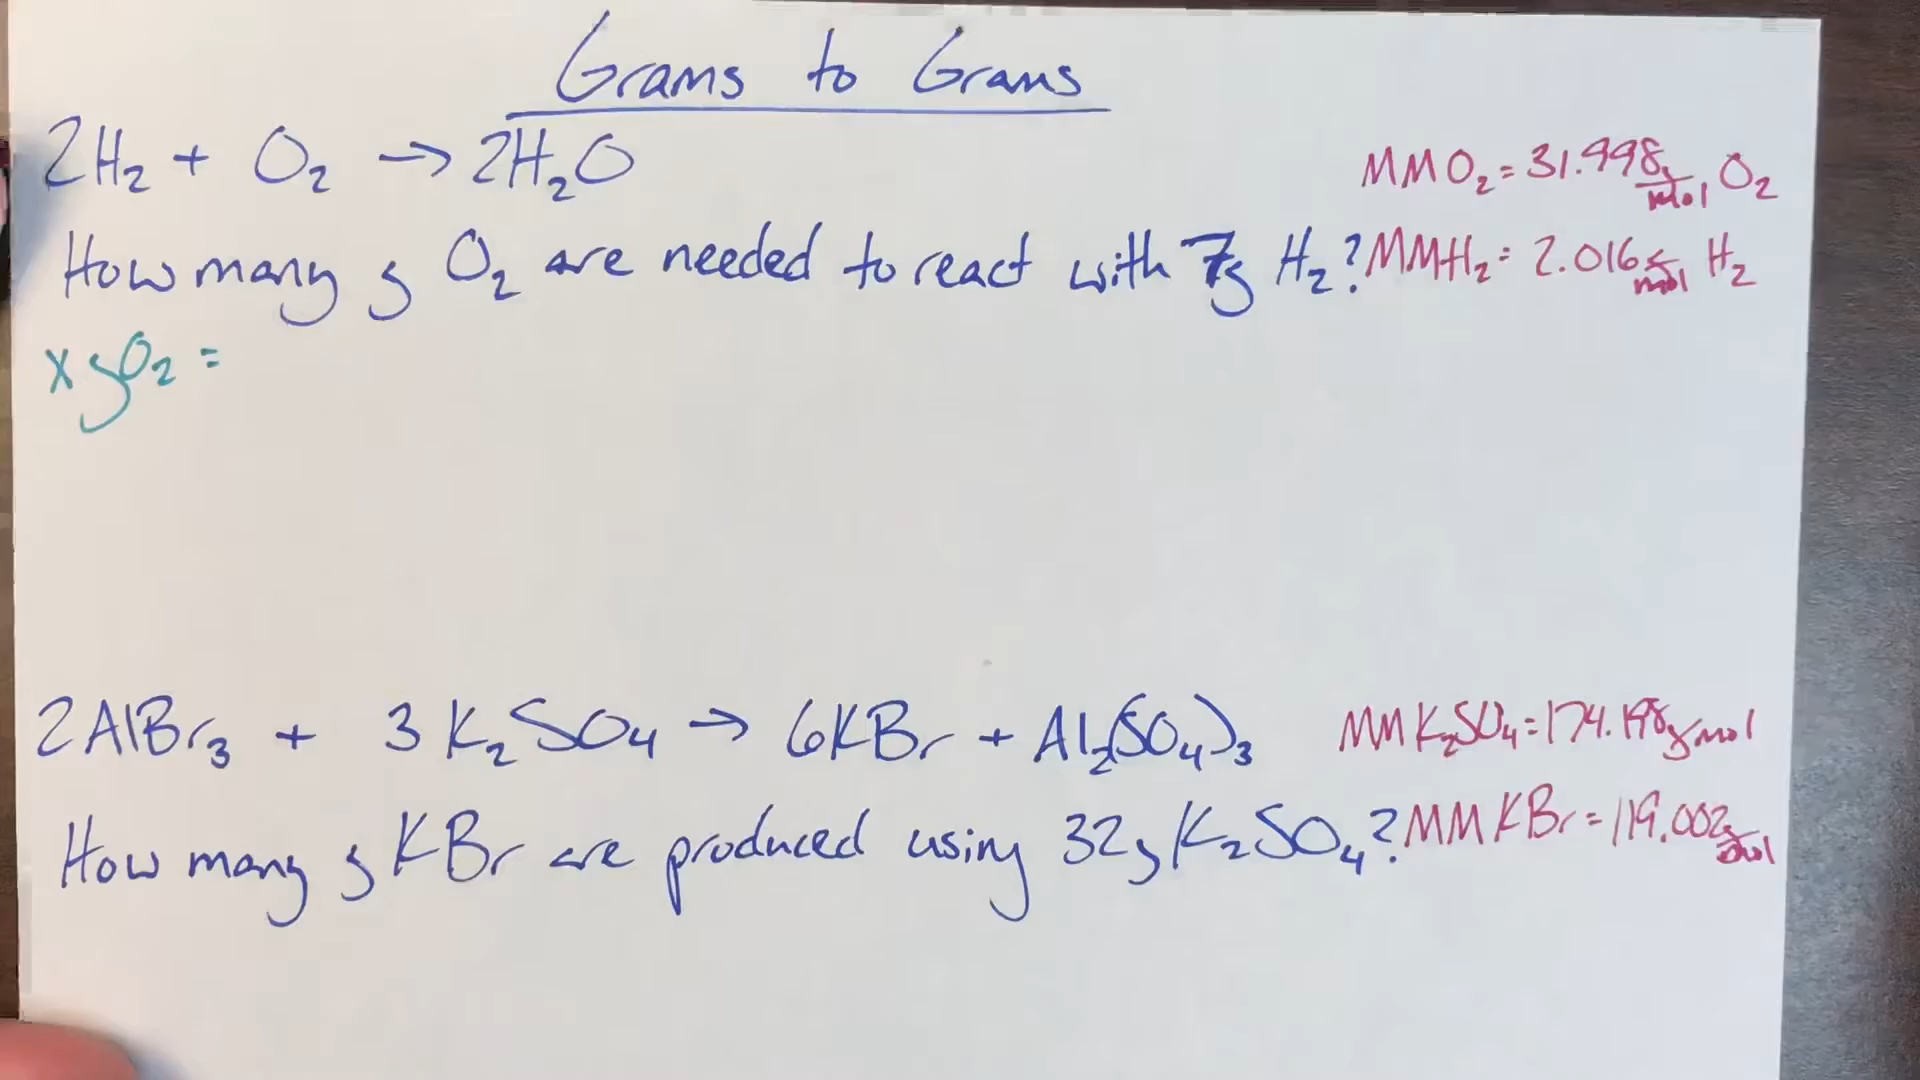 Grams to Grams
2H₂ + O₂ → 2H₂O
MMO₂ = 31.998 g/mol O₂
How many g O₂ are needed to react with 7g H₂?
MMH₂ = 2.016 g/mol H₂
x gO₂ =
2AlBr₃ + 3K₂SO₄ → 6KBr + Al₂(SO₄)₃
MMK₂SO₄ = 174.198 g/mol
How many g KBr are produced using 32g K₂SO₄?
MMKBr = 119.002 g/mol